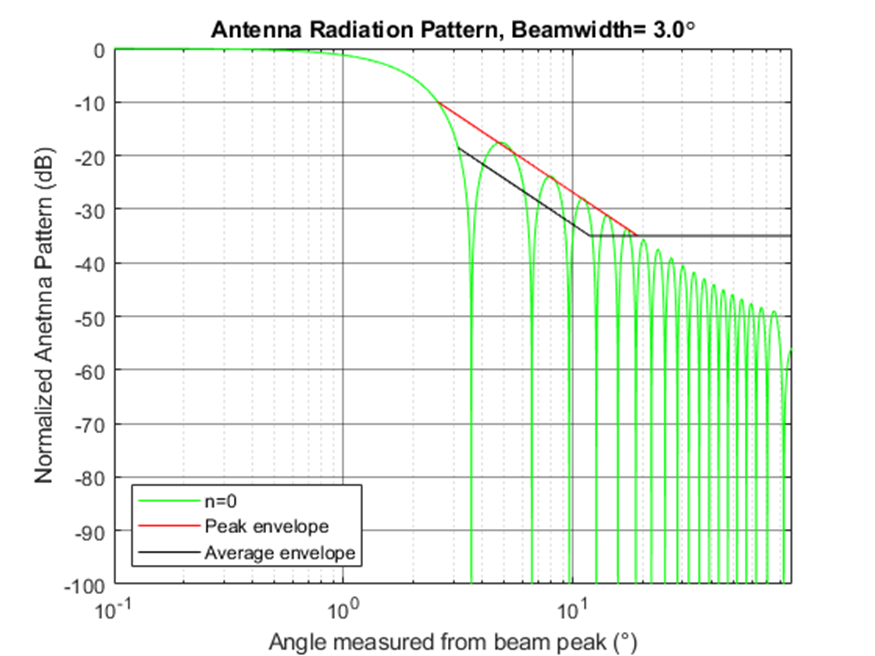 Antenna Radiation Pattern, Beamwidth= 3.0°
Normalized Anetnna Pattern (dB)
0
-10
-20
-30
-40
-50
-60
-70
-80
-90
-100
n=0
Peak envelope
Average envelope
10⁻¹ 10⁰ 10¹
Angle measured from beam peak (°)